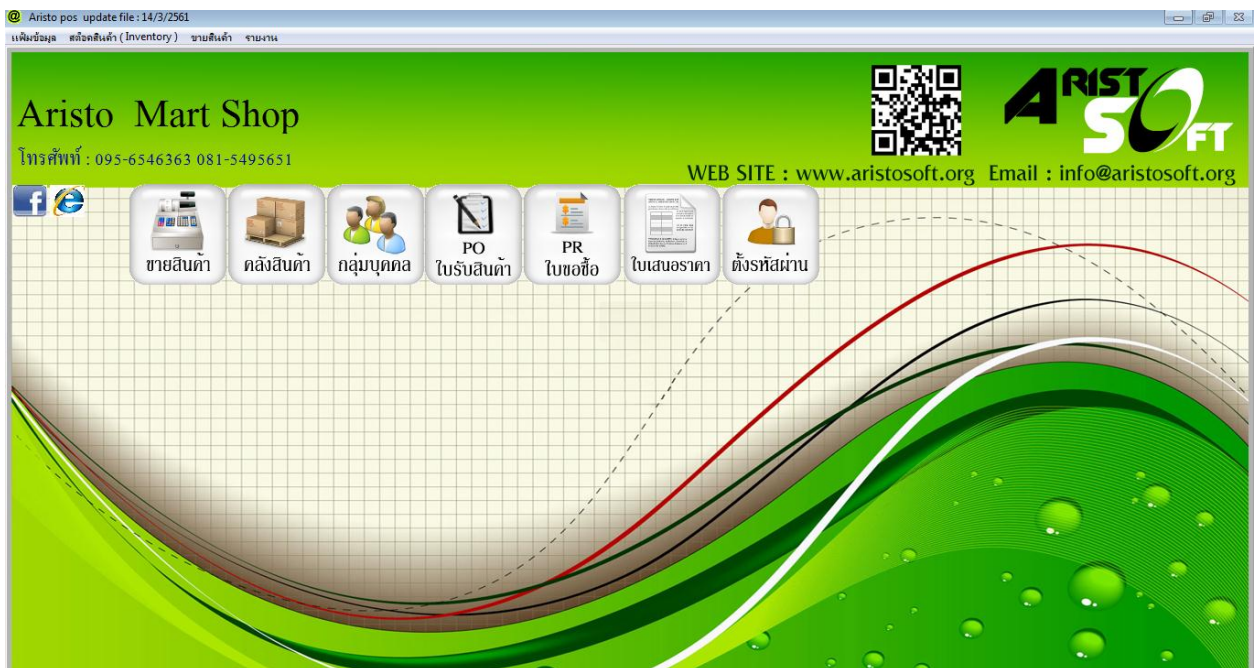 Aristo pos update file : 14/3/2561
แฟ้มข้อมูล สต๊อคสินค้า ( Inventory ) ขายสินค้า รายงาน
Aristo Mart Shop
โทรศัพท์ : 095-6546363 081-5495651
ARISTO SOFT
WEB SITE : www.aristosoft.org Email : info@aristosoft.org
ขายสินค้า
คลังสินค้า
กลุ่มบุคคล
PO
ใบรับสินค้า
PR
ใบขอซื้อ
ใบเสนอราคา
ตั้งรหัสผ่าน